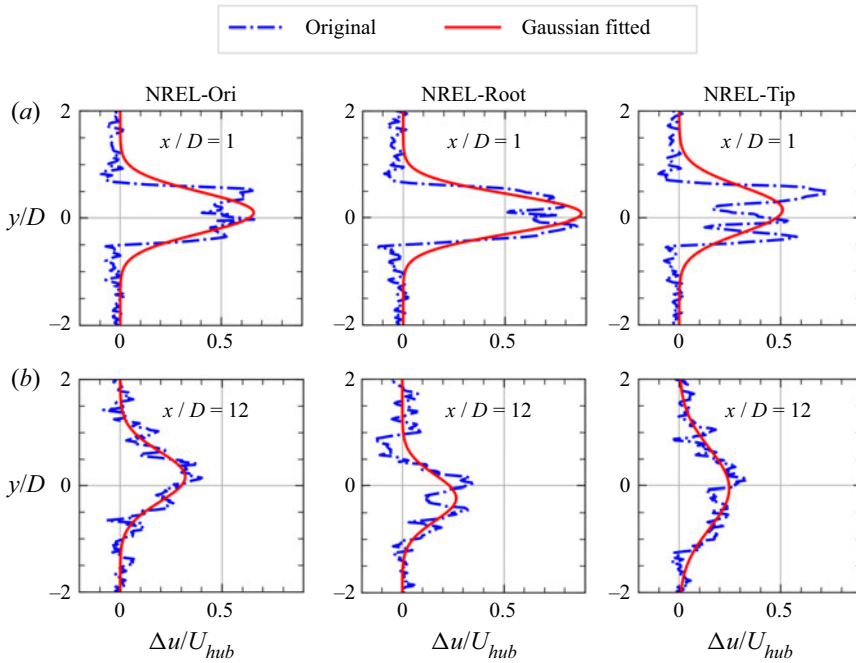 Original Gaussian fitted
NREL-Ori NREL-Root NREL-Tip
(a) 2 2 2
x / D = 1 x / D = 1 x / D = 1
y/D 0 0 0
–2 –2 –2
0 0.5 0 0.5 0 0.5
(b) 2 2 2
x / D = 12 x / D = 12 x / D = 12
y/D 0 0 0
–2 –2 –2
0 0.5 0 0.5 0 0.5
Δu/U_hub Δu/U_hub Δu/U_hub